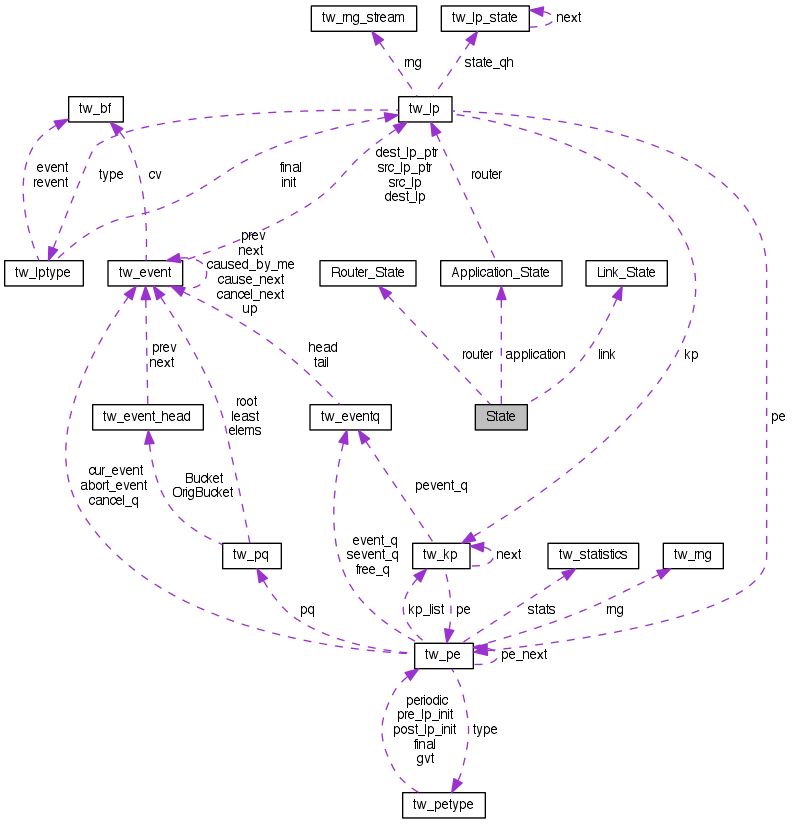 tw_rng_stream
tw_lp_state
next
rng
state_qh
tw_bf
tw_lp
event
revent
type
cv
final
init
dest_lp_ptr
src_lp_ptr
src_lp
dest_lp
router
prev
next
caused_by_me
cause_next
cancel_next
up
tw_lptype
tw_event
Router_State
Application_State
Link_State
head
tail
router
application
link
kp
prev
next
root
least
elems
tw_event_head
tw_eventq
State
pe
cur_event
abort_event
cancel_q
Bucket
OrigBucket
pevent_q
event_q
sevent_q
free_q
tw_pq
tw_kp
next
tw_statistics
tw_rng
pq
kp_list
pe
stats
rng
tw_pe
pe_next
periodic
pre_lp_init
post_lp_init
final
gvt
type
tw_petype